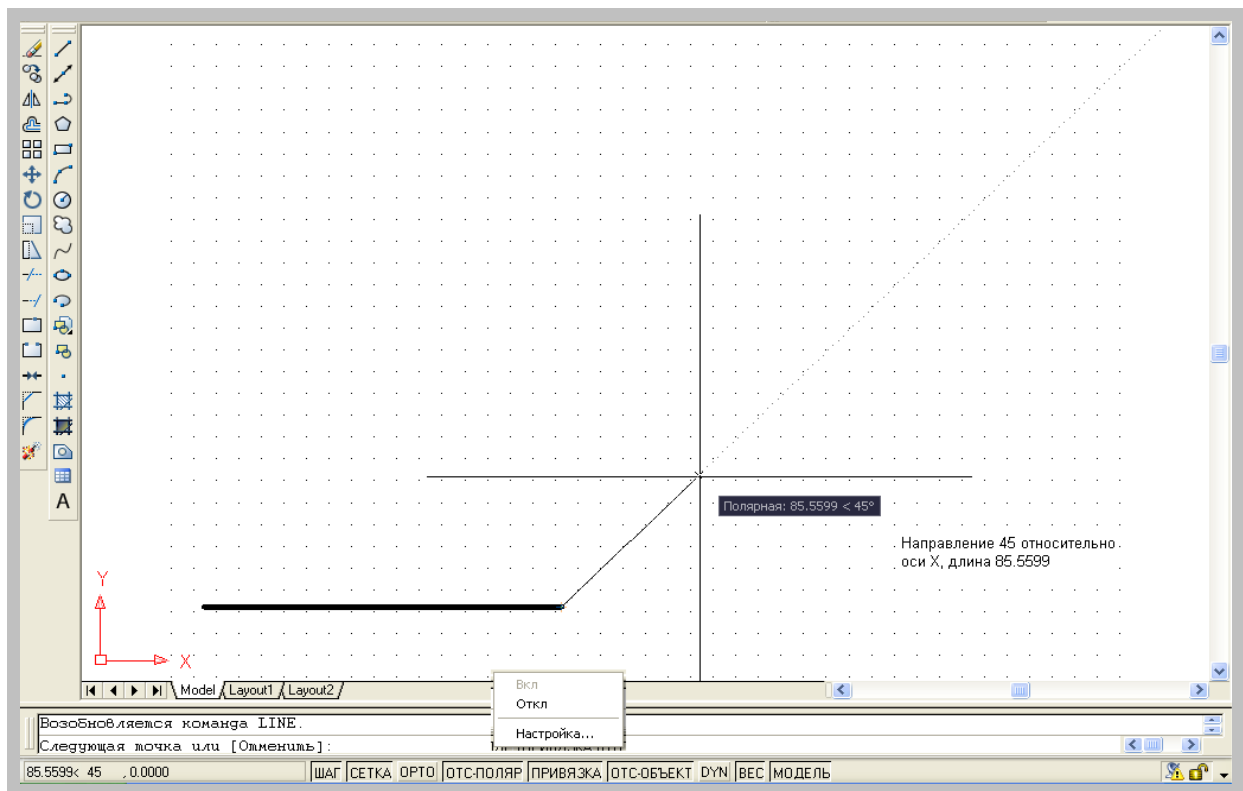 A
Полярная: 85.5599 < 45°
Направление 45 относительно
оси X, длина 85.5599
Y
X
Model Layout1 Layout2
Вкл
Откл
Настройка...
Возобновляется команда LINE.
Следующая точка или [Отменить]:
85.5599< 45 , 0.0000 ШАГ СЕТКА ОРТО ОТС-ПОЛЯР ПРИВЯЗКА ОТС-ОБЪЕКТ DYN ВЕС МОДЕЛЬ